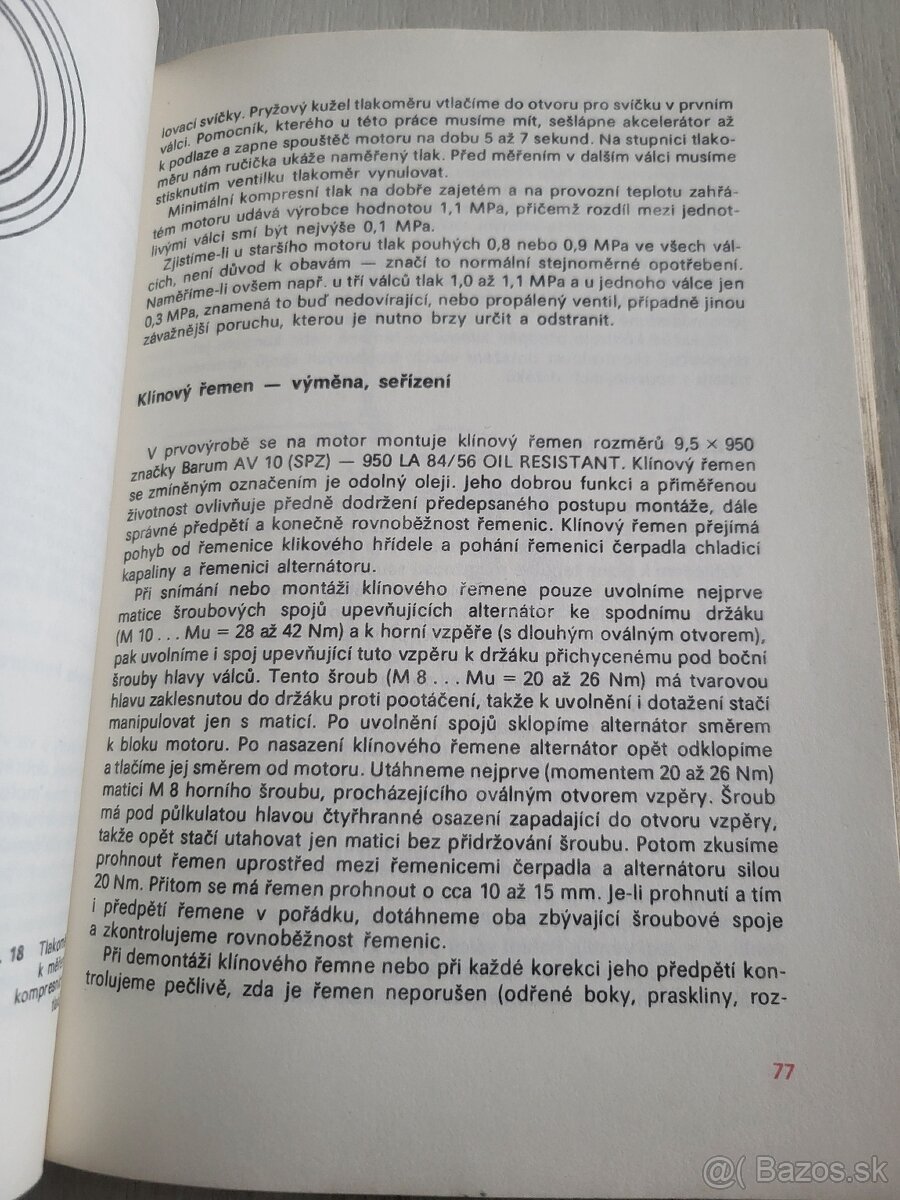 lovací svíčky. Pryžový kužel tlakoměru vtlačíme do otvoru pro svíčku v prvním
válci. Pomocník, kterého u této práce musíme mít, sešlápne akcelerátor až
k podlaze a zapne spouštěč motoru na dobu 5 až 7 sekund. Na stupnici tlako-
měru nám ručička ukáže naměřený tlak. Před měřením v dalším válci musíme
stisknutím ventilku tlakoměr vynulovat.
Minimální kompresní tlak na dobře zajetém a na provozní teplotu zahřá-
tém motoru udává výrobce hodnotou 1,1 MPa, přičemž rozdíl mezi jednot-
livými válci smí být nejvýše 0,1 MPa.
Zjistíme-li u staršího motoru tlak pouhých 0,8 nebo 0,9 MPa ve všech vál-
cích, není důvod k obavám — značí to normální stejnoměrné opotřebení.
Naměříme-li ovšem např. u tří válců tlak 1,0 až 1,1 MPa a u jednoho válce jen
0,3 MPa, znamená to buď nedovírající, nebo propálený ventil, případně jinou
závažnější poruchu, kterou je nutno brzy určit a odstranit.
Klínový řemen — výměna, seřízení
V prvovýrobě se na motor montuje klínový řemen rozměrů 9,5 × 950
značky Barum AV 10 (SPZ) — 950 LA 84/56 OIL RESISTANT. Klínový řemen
se zmíněným označením je odolný oleji. Jeho dobrou funkci a přiměřenou
životnost ovlivňuje předně dodržení předepsaného postupu montáže, dále
správné předpětí a konečně rovnoběžnost řemenic. Klínový řemen přejímá
pohyb od řemenice klikového hřídele a pohání řemenici čerpadla chladicí
kapaliny a řemenici alternátoru.
Při snímání nebo montáži klínového řemene pouze uvolníme nejprve
matice šroubových spojů upevňujících alternátor ke spodnímu držáku
(M 10 . . . Mu = 28 až 42 Nm) a k horní vzpěře (s dlouhým oválným otvorem),
pak uvolníme i spoj upevňující tuto vzpěru k držáku přichycenému pod boční
šrouby hlavy válců. Tento šroub (M 8 . . . Mu = 20 až 26 Nm) má tvarovou
hlavu zaklesnutou do držáku proti pootáčení, takže k uvolnění i dotažení stačí
manipulovat jen s maticí. Po uvolnění spojů sklopíme alternátor směrem
k bloku motoru. Po nasazení klínového řemene alternátor opět odklopíme
a tlačíme jej směrem od motoru. Utáhneme nejprve (momentem 20 až 26 Nm)
matici M 8 horního šroubu, procházejícího oválným otvorem vzpěry. Šroub
má pod půlkulatou hlavou čtyřhranné osazení zapadající do otvoru vzpěry,
takže opět stačí utahovat jen matici bez přidržování šroubu. Potom zkusíme
prohnout řemen uprostřed mezi řemenicemi čerpadla a alternátoru silou
20 Nm. Přitom se má řemen prohnout o cca 10 až 15 mm. Je-li prohnutí a tím
i předpětí řemene v pořádku, dotáhneme oba zbývající šroubové spoje
a zkontrolujeme rovnoběžnost řemenic.
Při demontáži klínového řemne nebo při každé korekci jeho předpětí kon-
trolujeme pečlivě, zda je řemen neporušen (odřené boky, praskliny, roz-
77
18
k
@( Bazos.sk